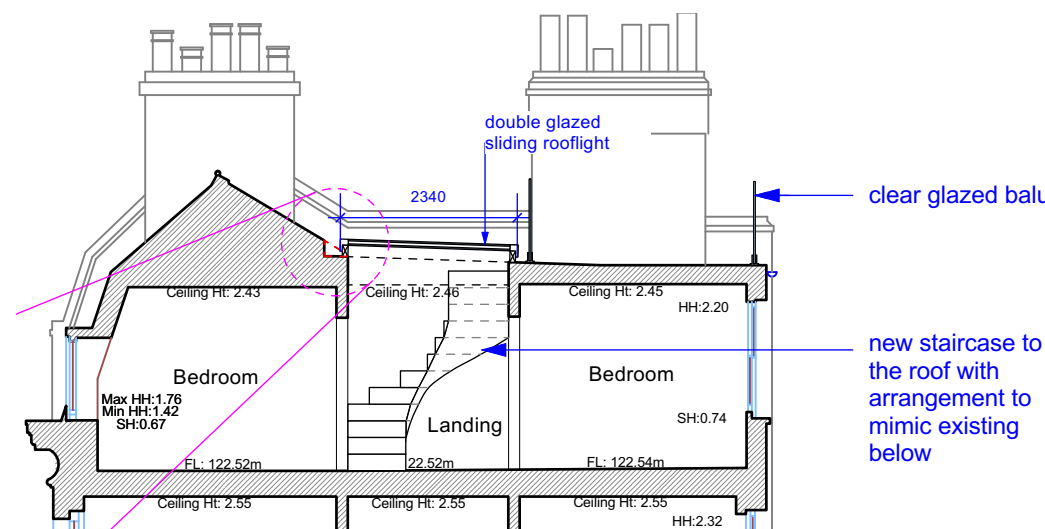 double glazed
sliding rooflight
2340
clear glazed balu
Ceiling Ht: 2.43
Ceiling Ht: 2.46
Ceiling Ht: 2.45
HH:2.20
new staircase to
the roof with
arrangement to
mimic existing
below
Bedroom
Bedroom
Max HH:1.76
Min HH:1.42
SH:0.67
Landing
SH:0.74
FL: 122.52m
22.52m
FL: 122.54m
Ceiling Ht: 2.55
Ceiling Ht: 2.55
Ceiling Ht: 2.55
HH:2.32